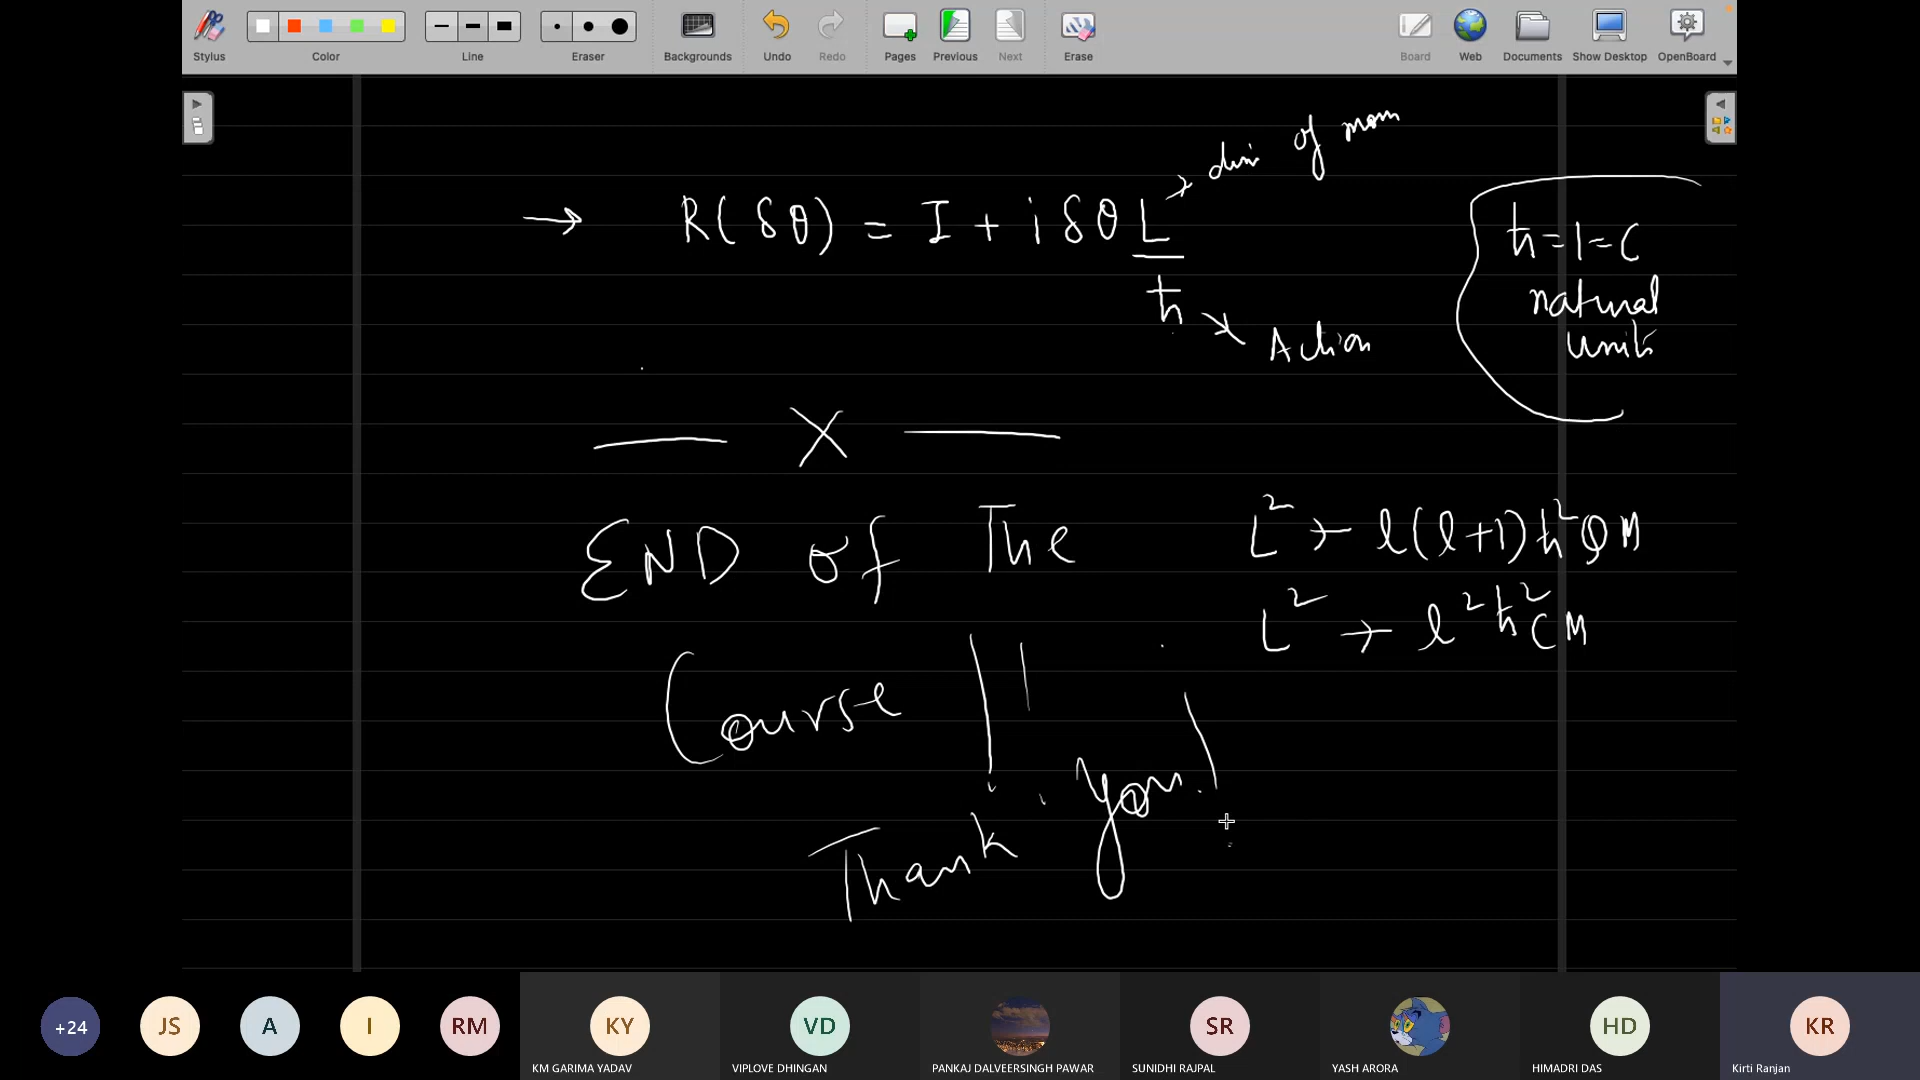 Stylus Color Line Eraser Backgrounds Undo Redo Pages Previous Next Erase Board Web Documents Show Desktop OpenBoard
→ R(δθ) = I + i δθ L/ħ
→ dim of mom
→ Action
ħ=1=C
natural
units
— X —
END of The
Course !!
Thank You!
L² → l(l+1)ħ² QM
L² → l²ħ² CM
+24 JS A I RM KY VD SR HD KR
KM GARIMA YADAV VIPLOVE DHINGAN PANKAJ DALVEERSINGH PAWAR SUNIDHI RAJPAL YASH ARORA HIMADRI DAS Kirti Ranjan